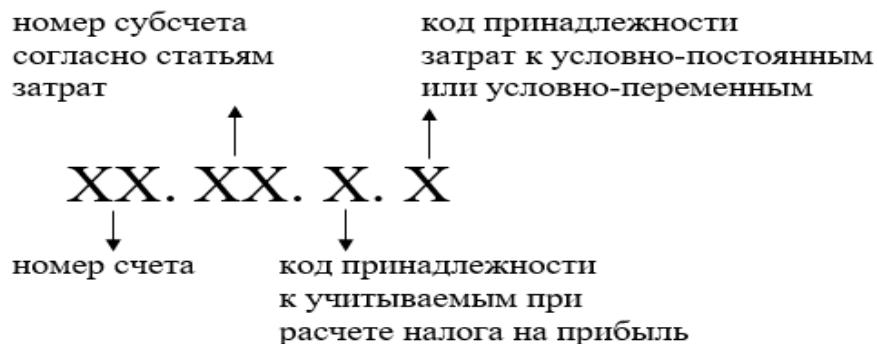 номер субсчета
согласно статьям
затрат
код принадлежности
затрат к условно-постоянным
или условно-переменным
XX. XX. X. X
номер счета
код принадлежности
к учитываемым при
расчете налога на прибыль